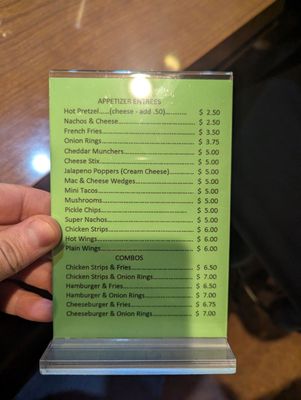 APPETIZER ENTREES
Hot Pretzel......(cheese - add .50)............ $ 2.50
Nachos & Cheese........................................ $ 2.50
French Fries............................................... $ 3.50
Onion Rings................................................ $ 3.75
Cheddar Munchers..................................... $ 5.00
Cheese Stix................................................. $ 5.00
Jalapeno Poppers (Cream Cheese)............. $ 5.00
Mac & Cheese Wedges.............................. $ 5.00
Mini Tacos.................................................. $ 5.00
Mushrooms................................................ $ 5.00
Pickle Chips................................................ $ 5.00
Super Nachos............................................. $ 5.00
Chicken Strips............................................. $ 6.00
Hot Wings................................................... $ 6.00
Plain Wings................................................. $ 6.00
COMBOS
Chicken Strips & Fries................................ $ 6.50
Chicken Strips & Onion Rings..................... $ 7.00
Hamburger & Fries..................................... $ 6.50
Hamburger & Onion Rings......................... $ 7.00
Cheeseburger & Fries................................. $ 6.75
Cheeseburger & Onion Rings..................... $ 7.00